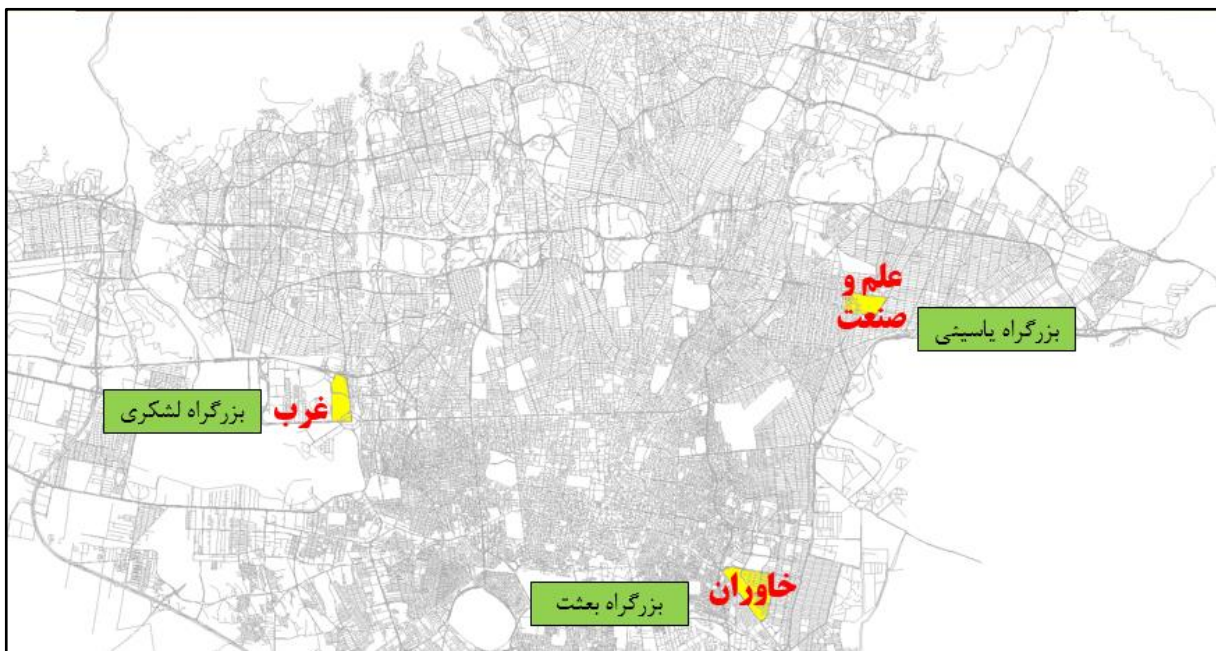 علم و
صنعت
بزرگراه یاسینی
غرب
بزرگراه لشکری
خاوران
بزرگراه بعثت